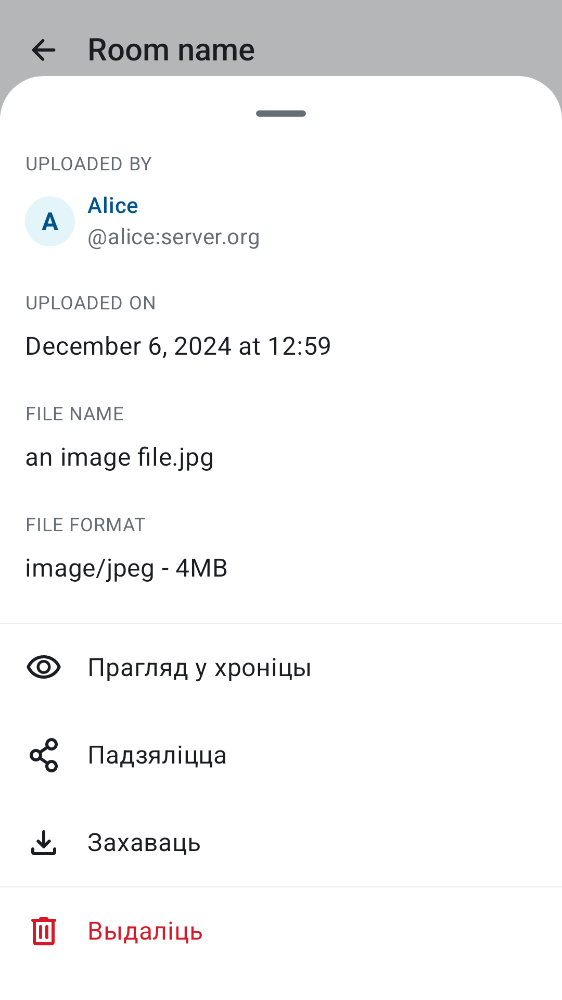 Room name
UPLOADED BY
A
Alice
@alice:server.org
UPLOADED ON
December 6, 2024 at 12:59
FILE NAME
an image file.jpg
FILE FORMAT
image/jpeg - 4MB
Прагляд у хроніцы
Падзяліцца
Захаваць
Выдаліць